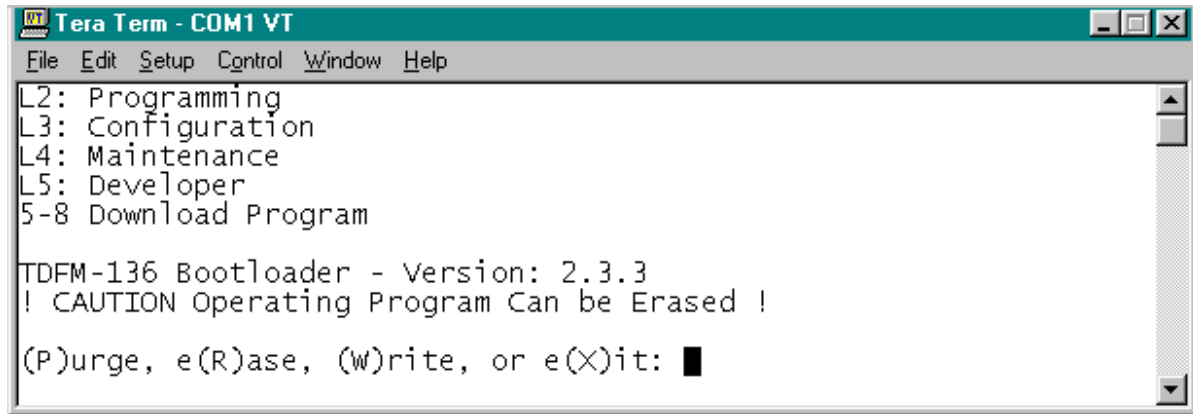 Tera Term - COM1 VT
File Edit Setup Control Window Help
L2: Programming
L3: Configuration
L4: Maintenance
L5: Developer
5-8 Download Program
TDFM-136 Bootloader - Version: 2.3.3
! CAUTION Operating Program Can be Erased !
(P)urge, e(R)ase, (W)rite, or e(X)it: